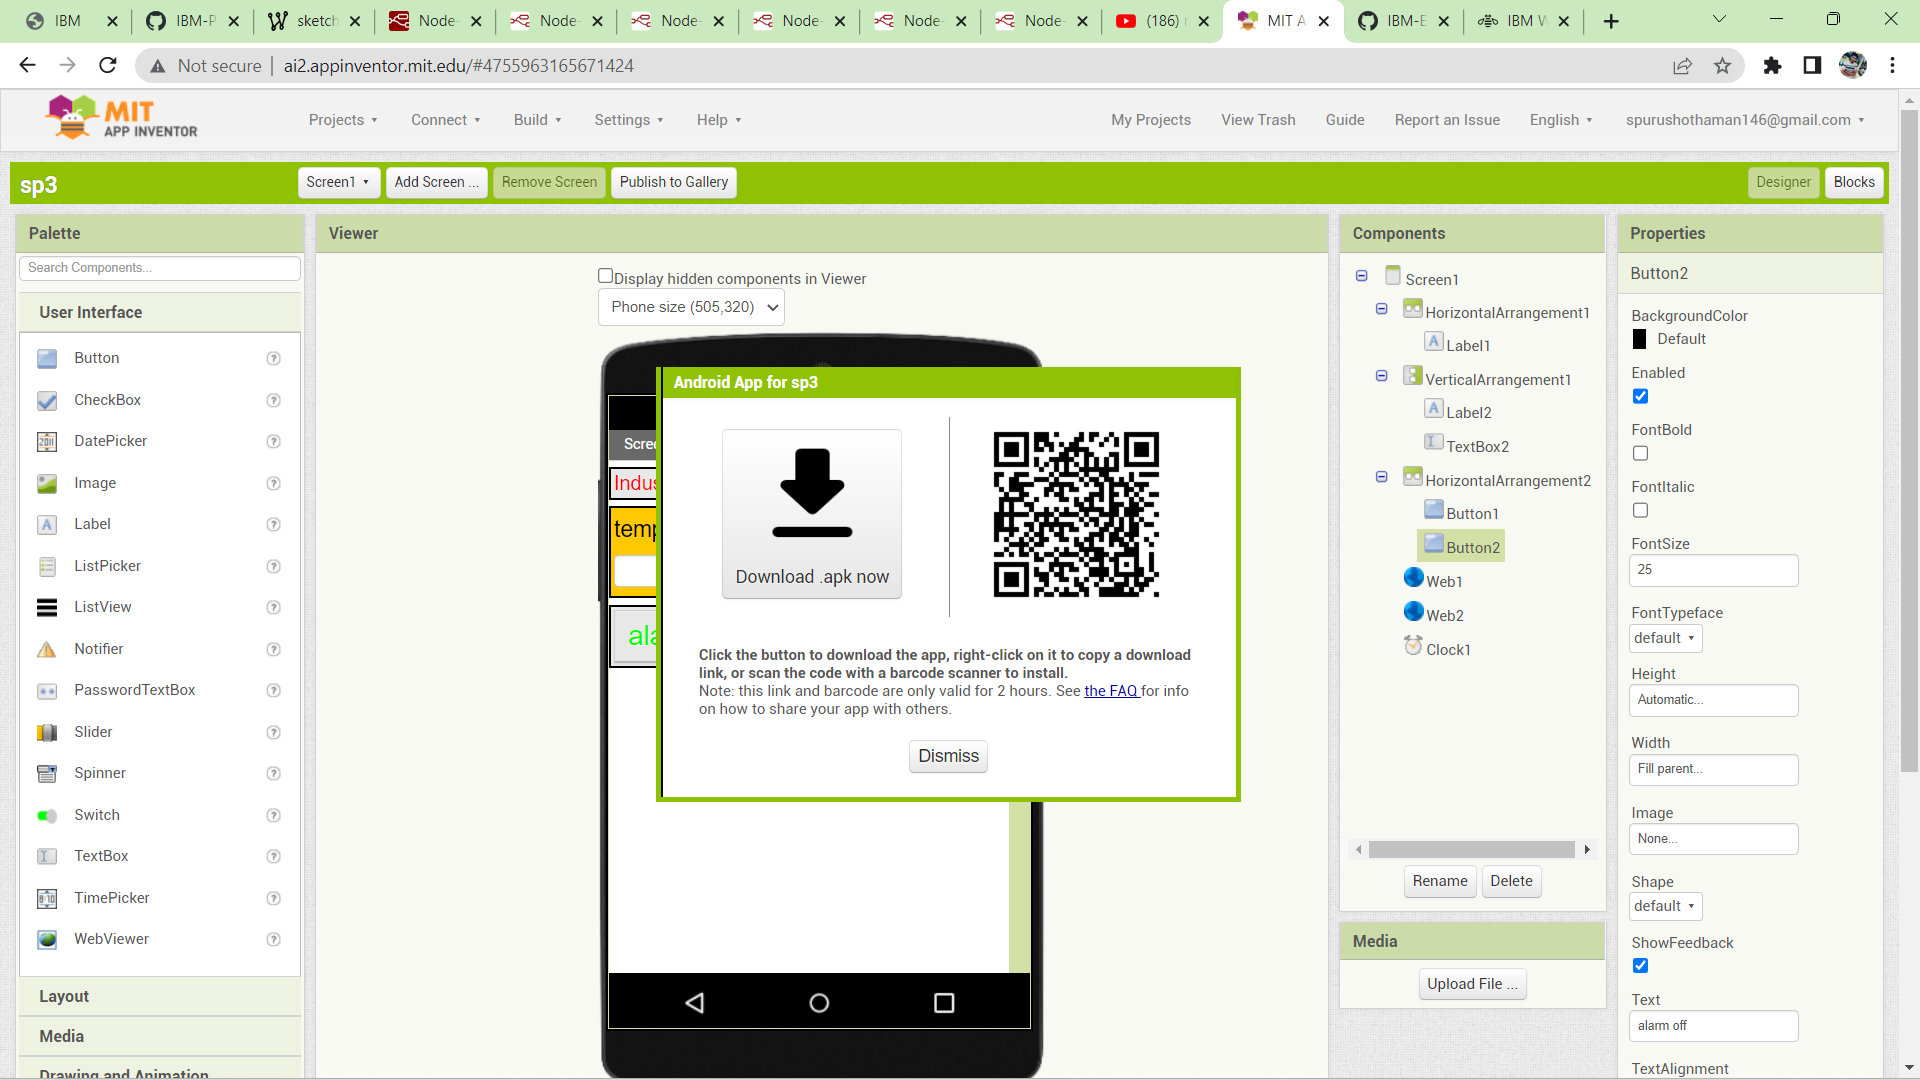 IBM
IBM-P
sketch
Node-
Node-
Node-
Node-
Node-
Node-
(186)
MIT A
IBM-E
IBM W
Not secure
ai2.appinventor.mit.edu/#4755963165671424
MIT
APP INVENTOR
Projects
Connect
Build
Settings
Help
My Projects
View Trash
Guide
Report an Issue
English
spurushothaman146@gmail.com
sp3
Screen1
Add Screen ...
Remove Screen
Publish to Gallery
Designer
Blocks
Palette
Search Components...
User Interface
Button
CheckBox
DatePicker
Image
Label
ListPicker
ListView
Notifier
PasswordTextBox
Slider
Spinner
Switch
TextBox
TimePicker
WebViewer
Layout
Media
Drawing and Animation
Viewer
Display hidden components in Viewer
Phone size (505,320)
Scree
Indus
temp
ala
Android App for sp3
Download .apk now
Click the button to download the app, right-click on it to copy a download
link, or scan the code with a barcode scanner to install.
Note: this link and barcode are only valid for 2 hours. See the FAQ for info
on how to share your app with others.
Dismiss
Components
Screen1
HorizontalArrangement1
Label1
VerticalArrangement1
Label2
TextBox2
HorizontalArrangement2
Button1
Button2
Web1
Web2
Clock1
Rename
Delete
Media
Upload File ...
Properties
Button2
BackgroundColor
Default
Enabled
FontBold
FontItalic
FontSize
25
FontTypeface
default
Height
Automatic...
Width
Fill parent...
Image
None...
Shape
default
ShowFeedback
Text
alarm off
TextAlignment